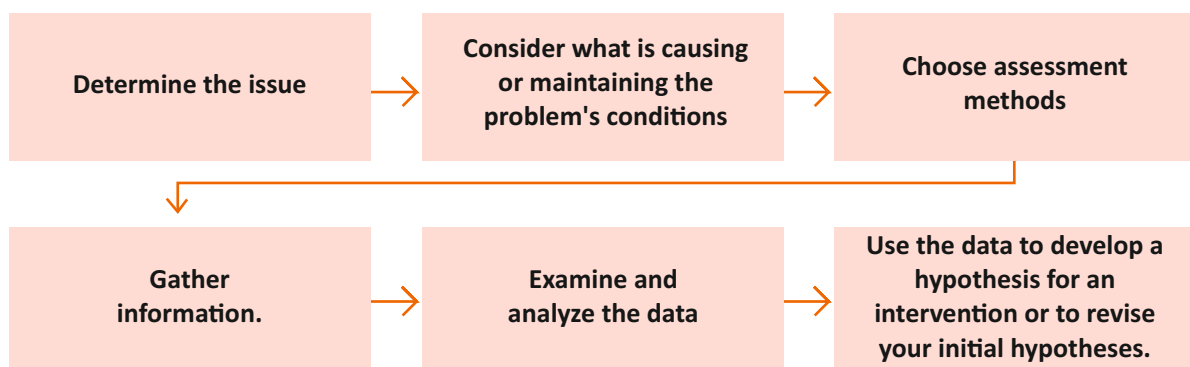 Determine the issue
Consider what is causing
or maintaining the
problem's conditions
Choose assessment
methods
Gather
information.
Examine and
analyze the data
Use the data to develop a
hypothesis for an
intervention or to revise
your initial hypotheses.